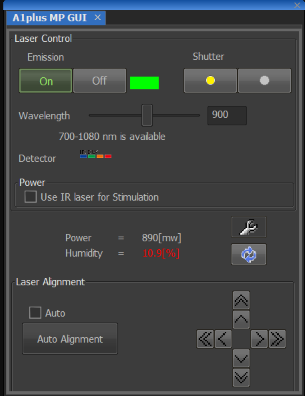 A1plus MP GUI ×
Laser Control
Emission Shutter
On Off
Wavelength 900
700-1080 nm is available
Detector
Power
Use IR laser for Stimulation
Power = 890[mw]
Humidity = 10.9[%]
Laser Alignment
Auto
Auto Alignment